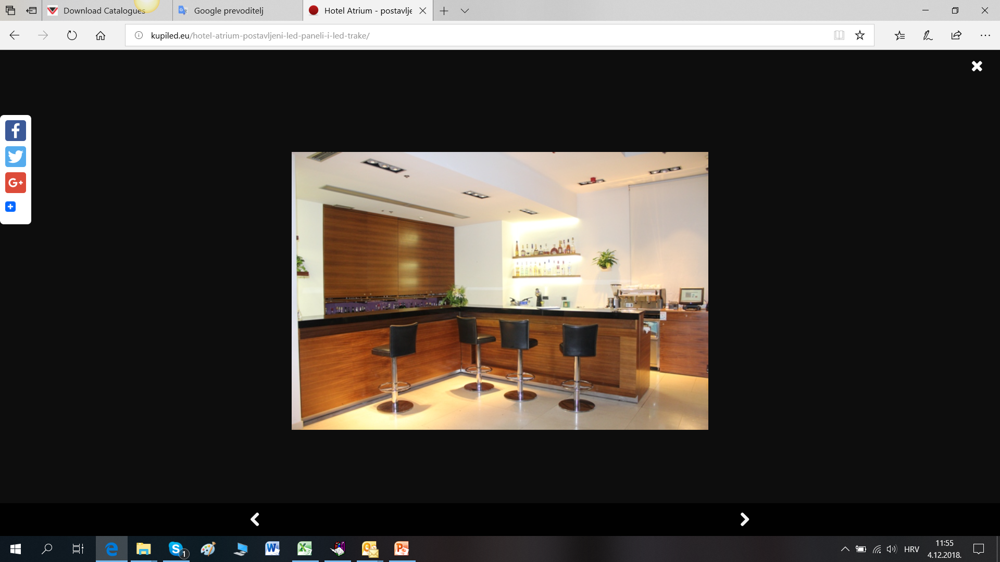 Download Catalogues
Google prevoditelj
Hotel Atrium - postavlje
kupiled.eu/hotel-atrium-postavljeni-led-paneli-i-led-trake/
f
G+
1
HRV
11:55
4.12.2018.